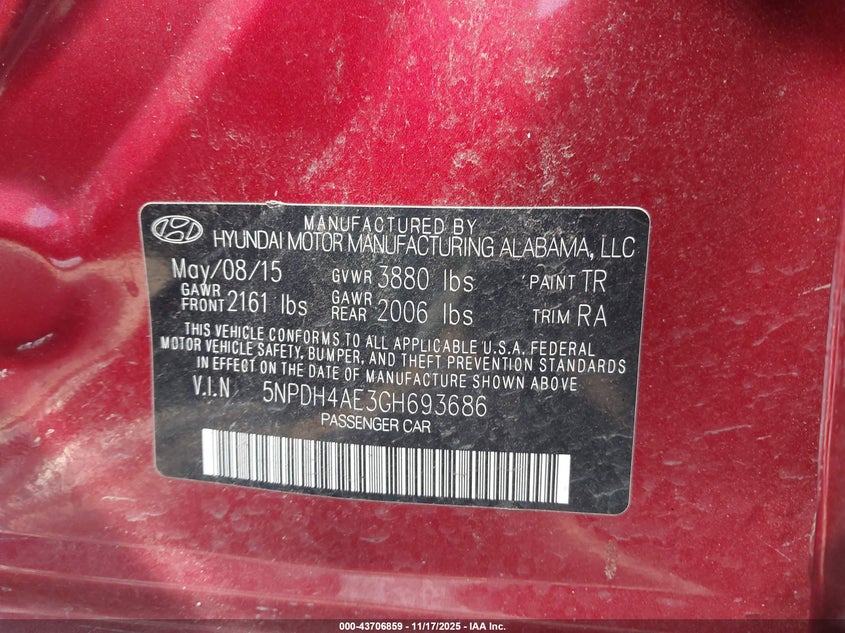 MANUFACTURED BY
HYUNDAI MOTOR MANUFACTURING ALABAMA, LLC
May/08/15 GVWR 3880 lbs PAINT TR
GAWR FRONT 2161 lbs GAWR REAR 2006 lbs TRIM RA
THIS VEHICLE CONFORMS TO ALL APPLICABLE U.S.A. FEDERAL
MOTOR VEHICLE SAFETY, BUMPER, AND THEFT PREVENTION STANDARDS
IN EFFECT ON THE DATE OF MANUFACTURE SHOWN ABOVE
V.I.N 5NPDH4AE3GH693686
PASSENGER CAR
000-43706859 - 11/17/2025 - IAA Inc.